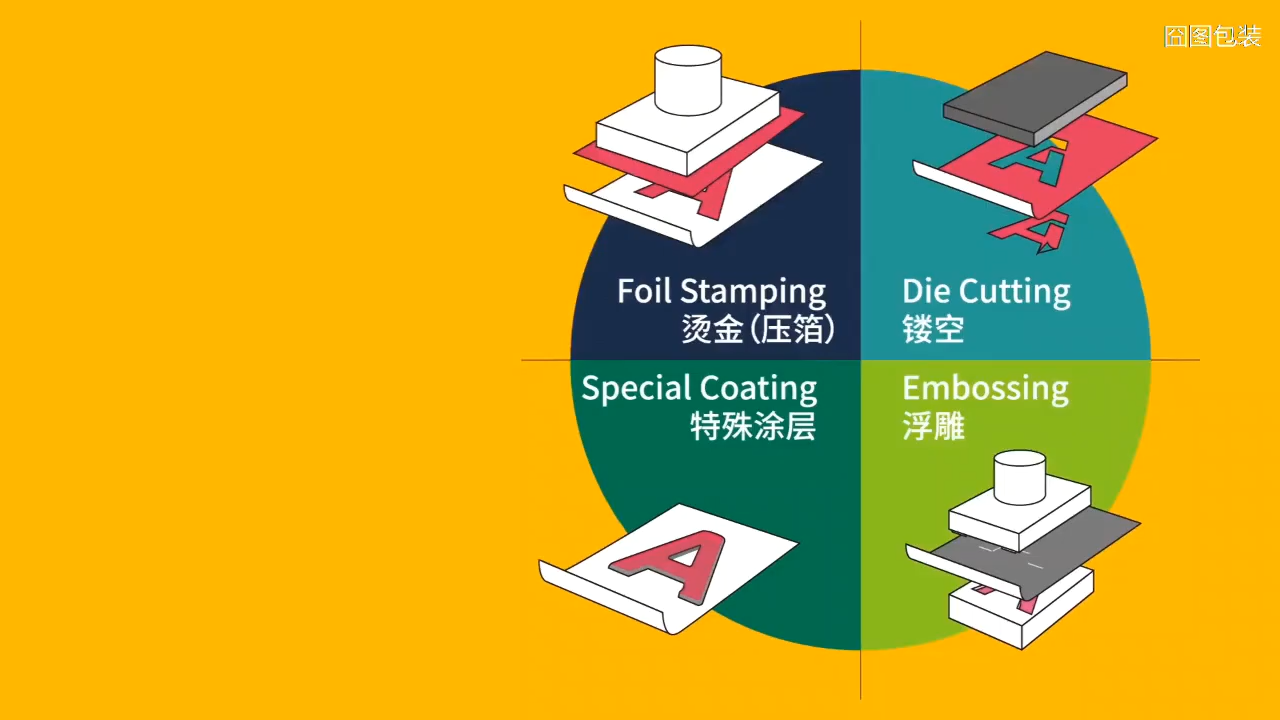 囧图包装
Foil Stamping
烫金（压箔）
Die Cutting
镂空
Special Coating
特殊涂层
Embossing
浮雕
A
A
A
A